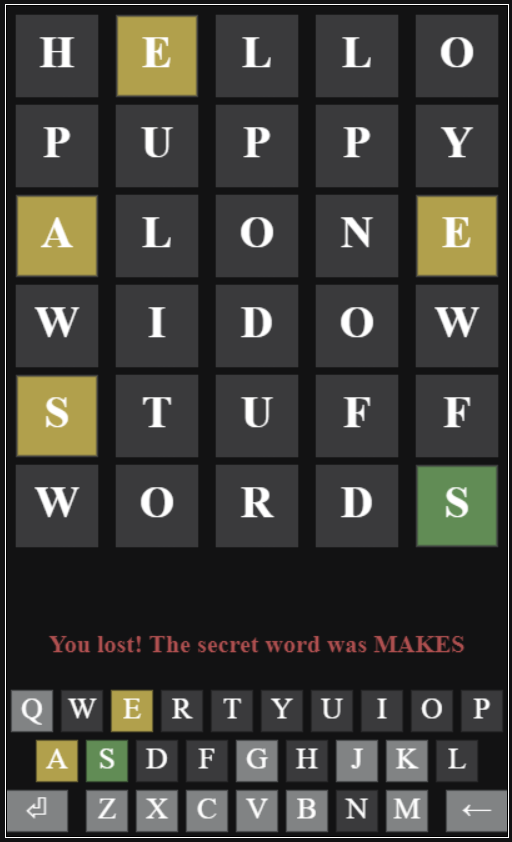 H E L L O
P U P P Y
A L O N E
W I D O W
S T U F F
W O R D S
You lost! The secret word was MAKES
Q W E R T Y U I O P
A S D F G H J K L
⏎ Z X C V B N M ←